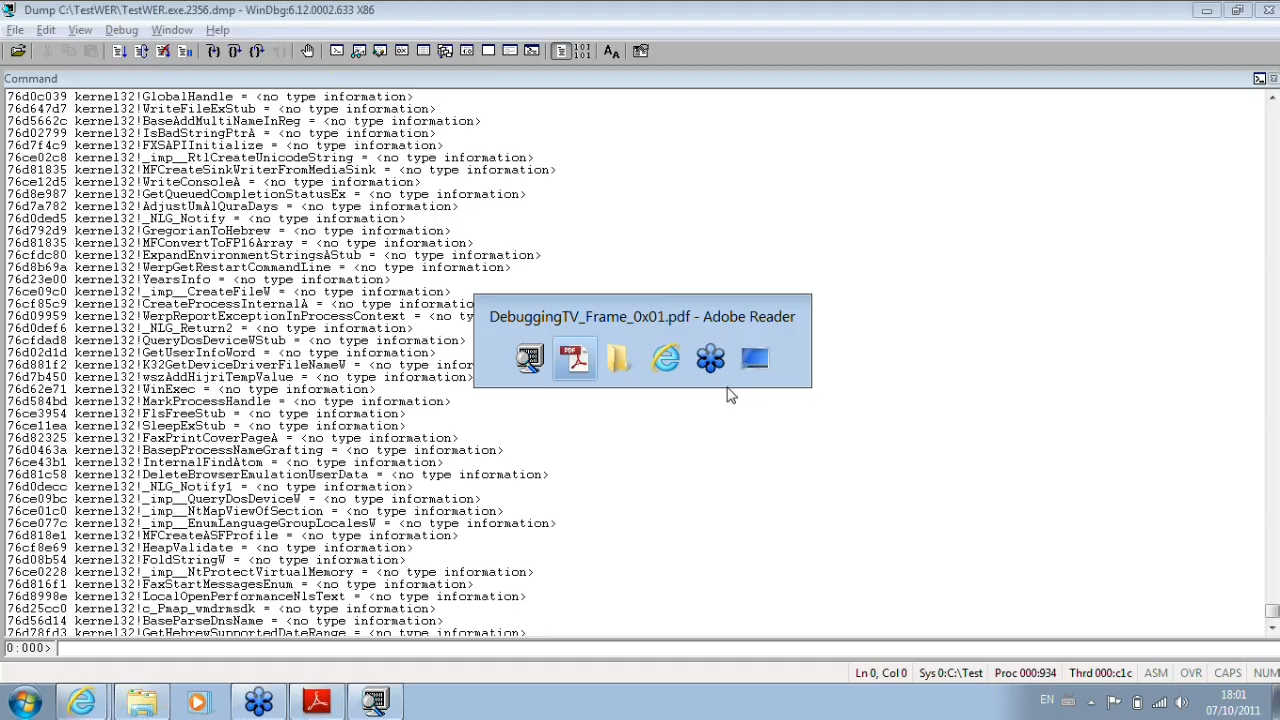 Dump C:\TestWER\TestWER.exe.2356.dmp - WinDbg:6.12.0002.633 X86
File Edit View Debug Window Help
Command
76d0c039 kernel32!GlobalHandle = <no type information>
76d647d7 kernel32!WriteFileExStub = <no type information>
76d5662c kernel32!BaseAddMultiNameInReg = <no type information>
76d02799 kernel32!IsBadStringPtrA = <no type information>
76d7f4c9 kernel32!FXSAPIInitialize = <no type information>
76ce02c8 kernel32!_imp__RtlCreateUnicodeString = <no type information>
76d81835 kernel32!MFCreateSinkWriterFromMediaSink = <no type information>
76ce12d5 kernel32!WriteConsoleA = <no type information>
76d8e987 kernel32!GetQueuedCompletionStatusEx = <no type information>
76d7a782 kernel32!AdjustUmAlQuraDays = <no type information>
76d0ded5 kernel32!_NLG_Notify = <no type information>
76d792d9 kernel32!GregorianToHebrew = <no type information>
76d81835 kernel32!MFConvertToFP16Array = <no type information>
76cfdc80 kernel32!ExpandEnvironmentStringsAStub = <no type information>
76d8b69a kernel32!WerpGetRestartCommandLine = <no type information>
76d23e00 kernel32!YearsInfo = <no type information>
76ce09c0 kernel32!_imp__CreateFileW = <no type information>
76cf85c9 kernel32!CreateProcessInternalA = <no type informatio
76d09959 kernel32!WerpReportExceptionInProcessContext = <no ty
76d0def6 kernel32!_NLG_Return2 = <no type information>
76cfdad8 kernel32!QueryDosDeviceWStub = <no type information>
76d02d1d kernel32!GetUserInfoWord = <no type information>
76d881f2 kernel32!K32GetDeviceDriverFileNameW = <no type infor
76d7b450 kernel32!wszAddHijriTempValue = <no type information>
76d62e71 kernel32!WinExec = <no type information>
76d584bd kernel32!MarkProcessHandle = <no type information>
76ce3954 kernel32!FlsFreeStub = <no type information>
76ce11ea kernel32!SleepExStub = <no type information>
76d82325 kernel32!FaxPrintCoverPageA = <no type information>
76d0463a kernel32!BasepProcessNameGrafting = <no type information>
76ce43b1 kernel32!InternalFindAtom = <no type information>
76d81c58 kernel32!DeleteBrowserEmulationUserData = <no type information>
76d0decc kernel32!_NLG_Notify1 = <no type information>
76ce09bc kernel32!_imp__QueryDosDeviceW = <no type information>
76ce01c0 kernel32!_imp__NtMapViewOfSection = <no type information>
76ce077c kernel32!_imp__EnumLanguageGroupLocalesW = <no type information>
76d818e1 kernel32!MFCreateASFProfile = <no type information>
76cf8e69 kernel32!HeapValidate = <no type information>
76d08b54 kernel32!FoldStringW = <no type information>
76ce0228 kernel32!_imp__NtProtectVirtualMemory = <no type information>
76d816f1 kernel32!FaxStartMessagesEnum = <no type information>
76d8998e kernel32!LocalOpenPerformanceNlsText = <no type information>
76d25cc0 kernel32!c_Pmap_wmdrmsdk = <no type information>
76d56d14 kernel32!BaseParseDnsName = <no type information>
76d78fd3 kernel32!GetHebrewSupportedDateRange = <no type information>
DebuggingTV_Frame_0x01.pdf - Adobe Reader
0:000>
Ln 0, Col 0 Sys 0:C:\Test Proc 000:934 Thrd 000:c1c ASM OVR CAPS NUM
EN 18:01
07/10/2011